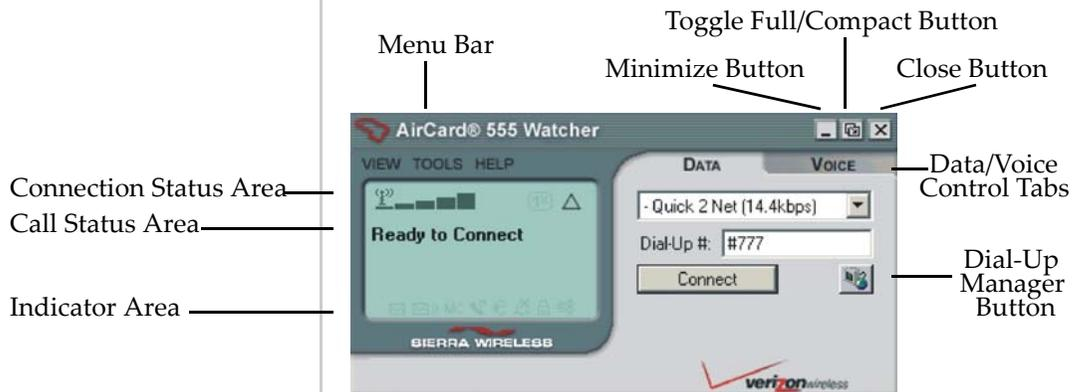 Toggle Full/Compact Button
Menu Bar
Minimize Button
Close Button
AirCard® 555 Watcher
VIEW TOOLS HELP
DATA
VOICE
Data/Voice
Control Tabs
Connection Status Area
- Quick 2 Net (14.4kbps)
Call Status Area
Ready to Connect
Dial-Up #: #777
Connect
Dial-Up
Manager
Button
Indicator Area
SIERRA WIRELESS
verizonwireless